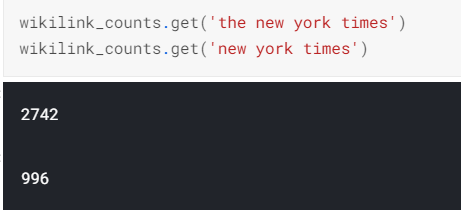 wikilink_counts.get('the new york times')
wikilink_counts.get('new york times')
2742
996